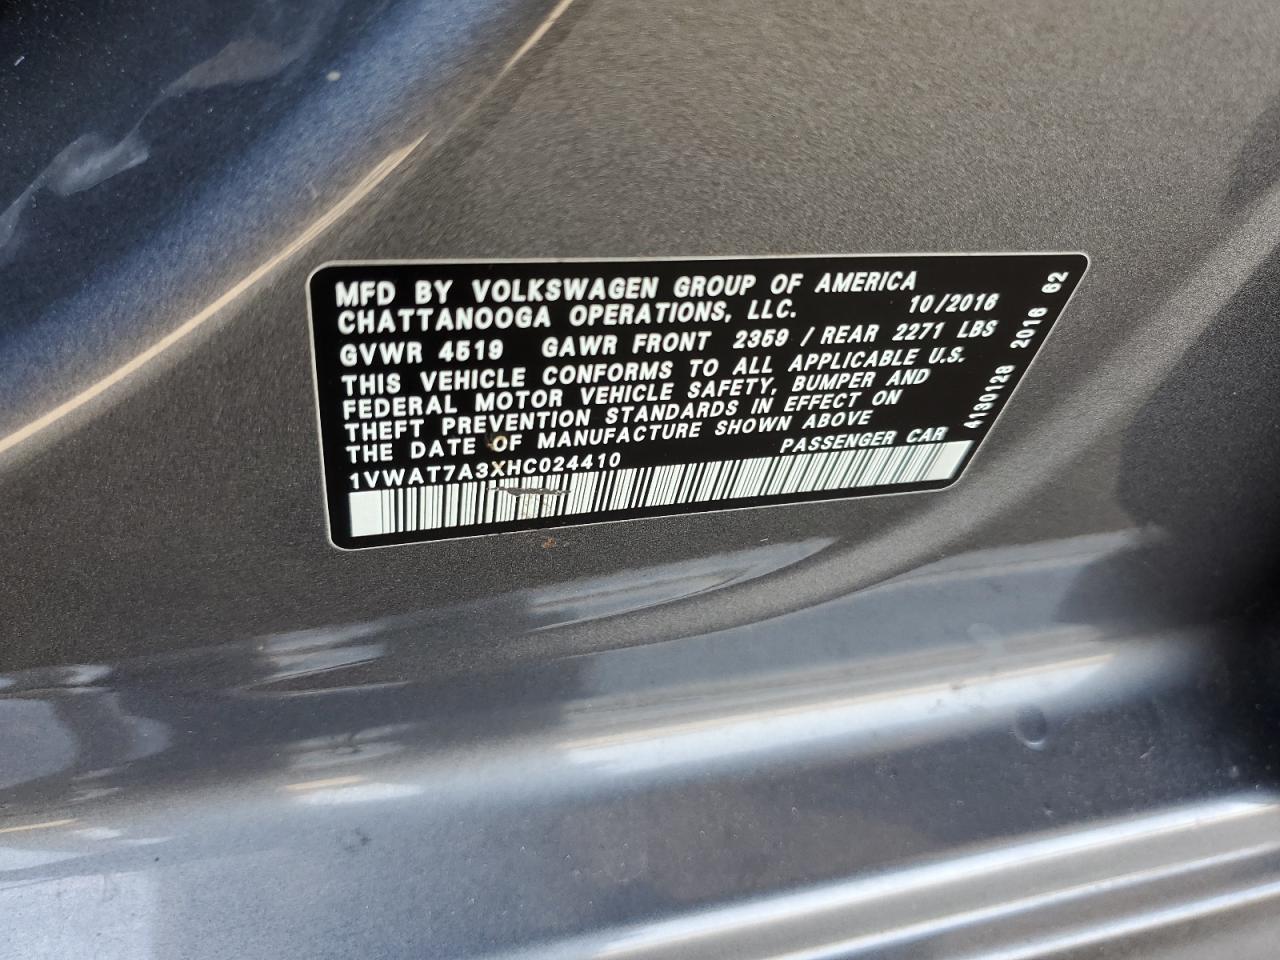 MFD BY VOLKSWAGEN GROUP OF AMERICA
CHATTANOOGA OPERATIONS, LLC. 10/2016
GVWR 4519 GAWR FRONT 2359 / REAR 2271 LBS
THIS VEHICLE CONFORMS TO ALL APPLICABLE U.S.
FEDERAL MOTOR VEHICLE SAFETY, BUMPER AND
THEFT PREVENTION STANDARDS IN EFFECT ON
THE DATE OF MANUFACTURE SHOWN ABOVE
1VWAT7A3XHC024410 PASSENGER CAR
4130128 2016 62